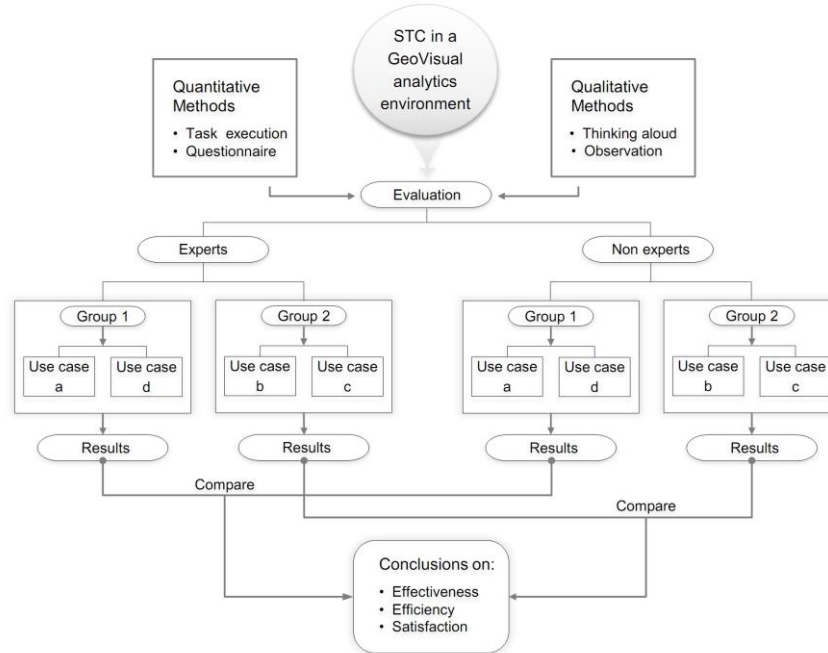 STC in a
GeoVisual
analytics
environment
Quantitative
Methods
• Task execution
• Questionnaire
Qualitative
Methods
• Thinking aloud
• Observation
Evaluation
Experts
Non experts
Group 1
Use case
a
Use case
d
Group 2
Use case
b
Use case
c
Group 1
Use case
a
Use case
d
Group 2
Use case
b
Use case
c
Results
Results
Results
Results
Compare
Compare
Conclusions on:
• Effectiveness
• Efficiency
• Satisfaction